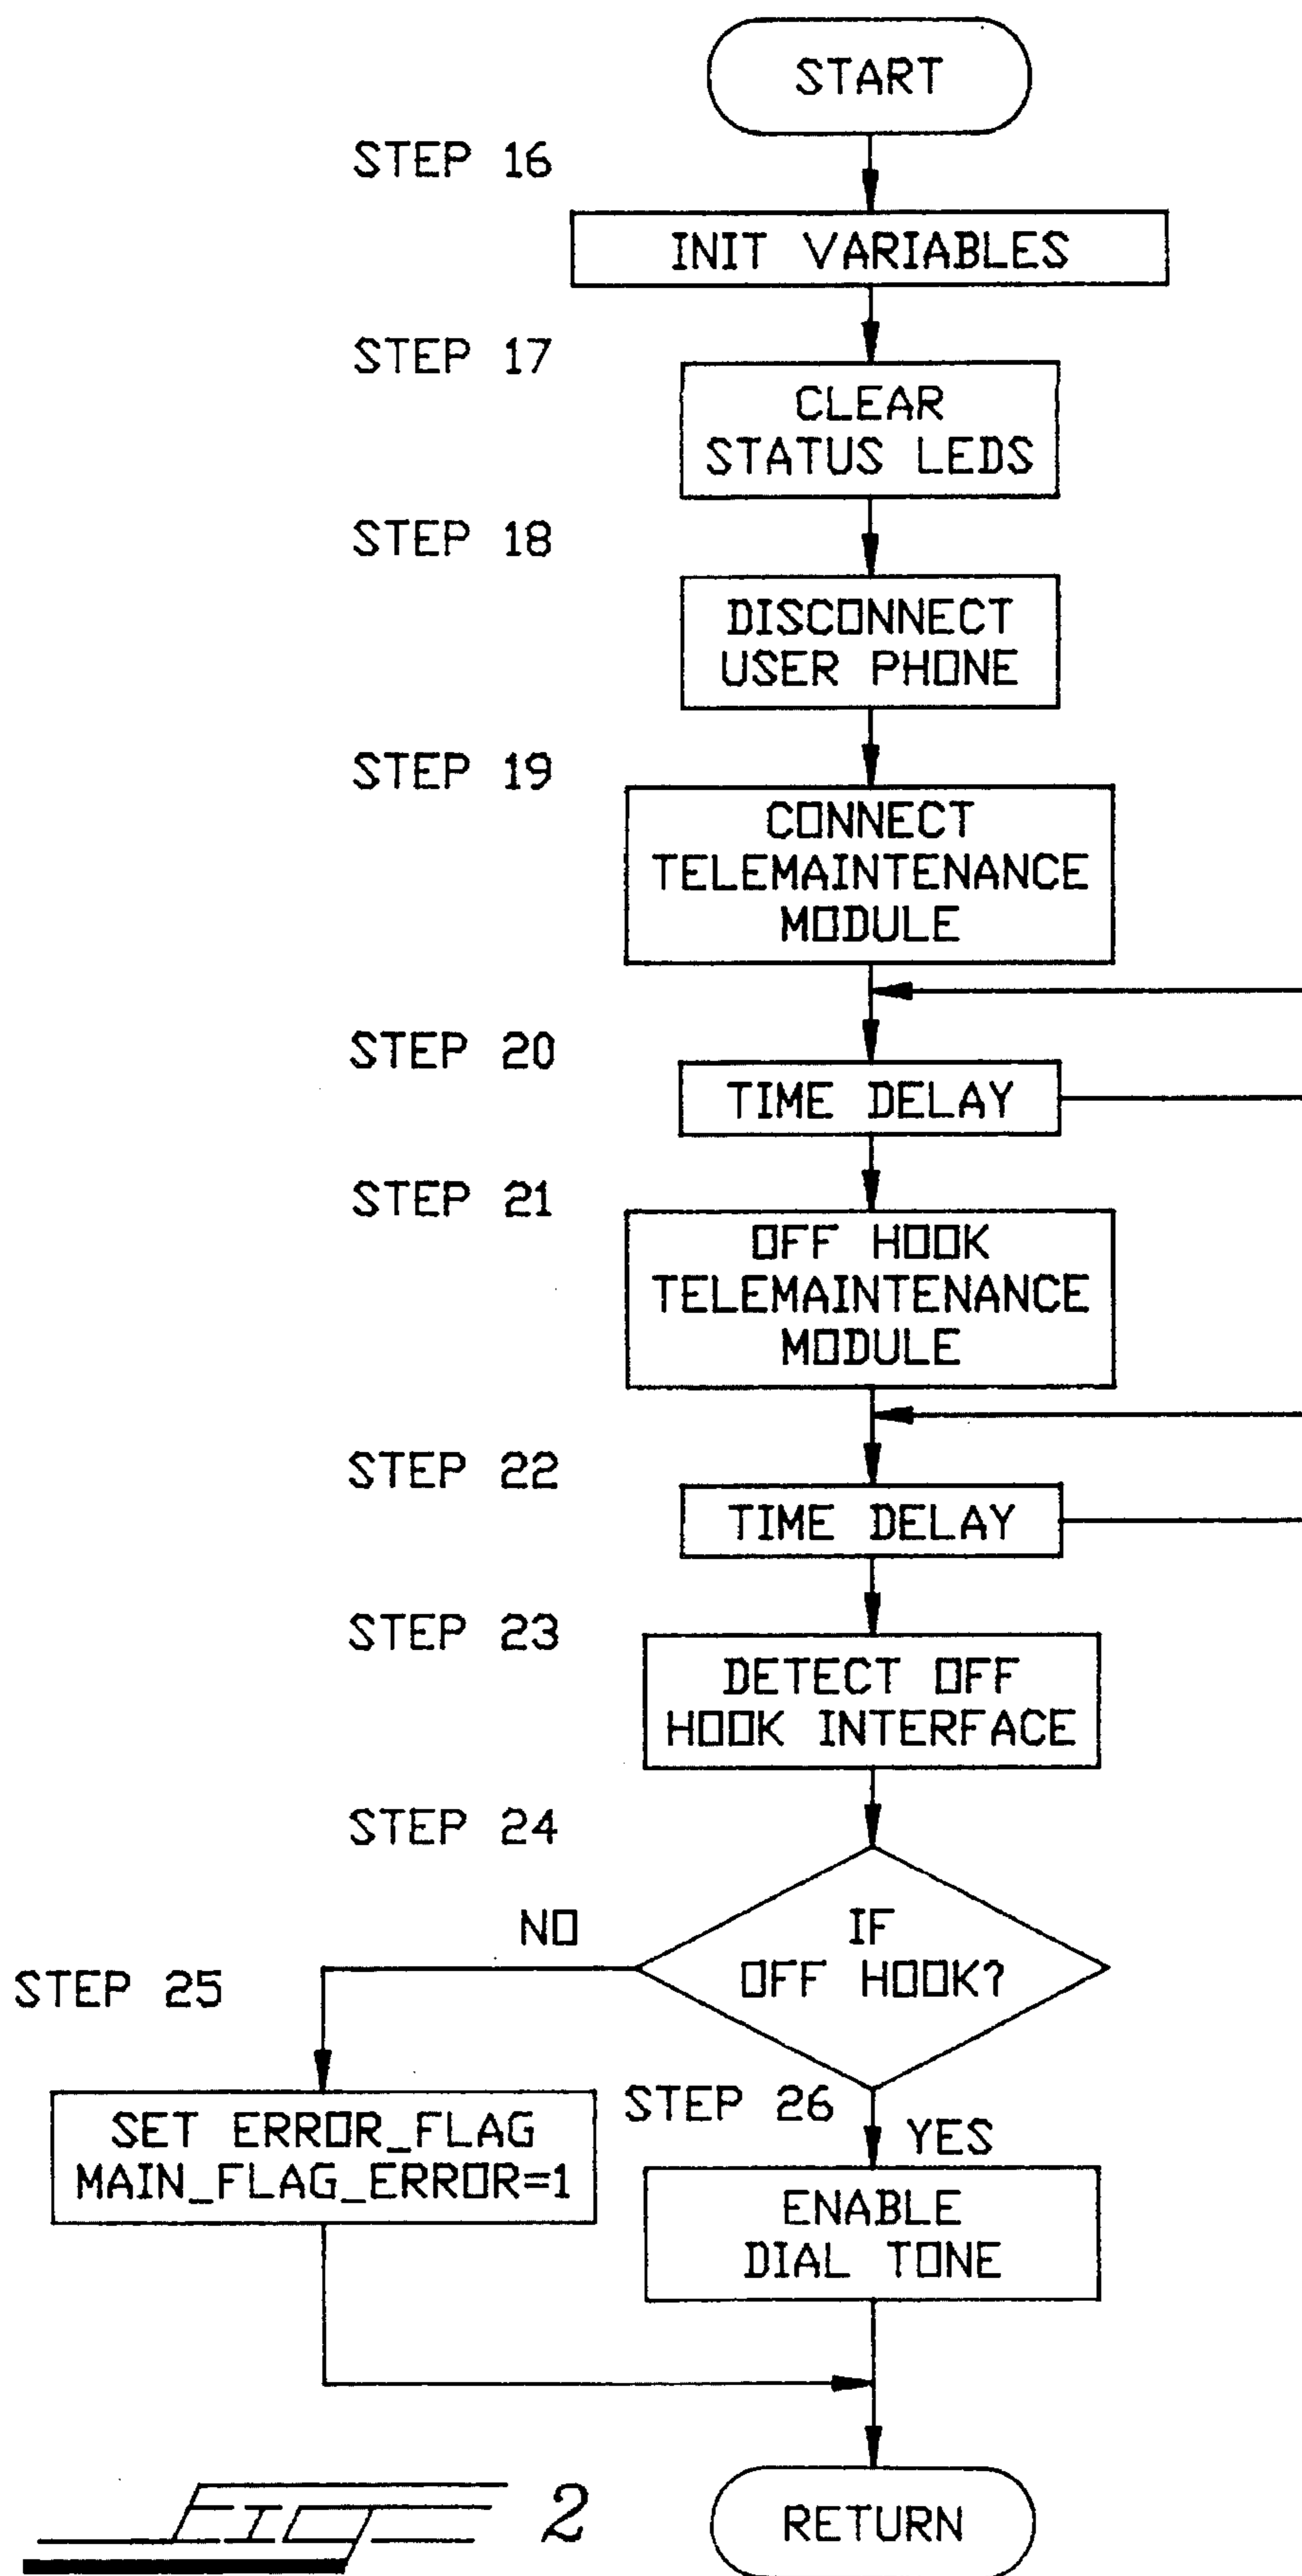 START
STEP 16
INIT VARIABLES
STEP 17
CLEAR
STATUS LEDS
STEP 18
DISCONNECT
USER PHONE
STEP 19
CONNECT
TELEMAINTENANCE
MODULE
STEP 20
TIME DELAY
STEP 21
OFF HOOK
TELEMAINTENANCE
MODULE
STEP 22
TIME DELAY
STEP 23
DETECT OFF
HOOK INTERFACE
STEP 24
IF
OFF HOOK?
NO
STEP 25
SET ERROR_FLAG
MAIN_FLAG_ERROR=1
STEP 26
YES
ENABLE
DIAL TONE
RETURN
FIG 2